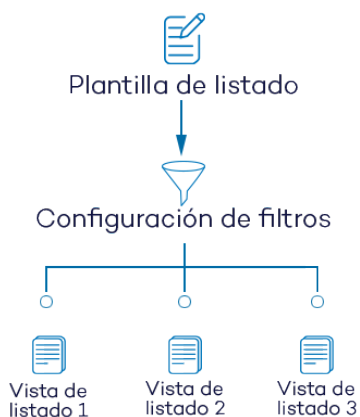 Plantilla de listado
Configuración de filtros
Vista de
listado 1
Vista de
listado 2
Vista de
listado 3